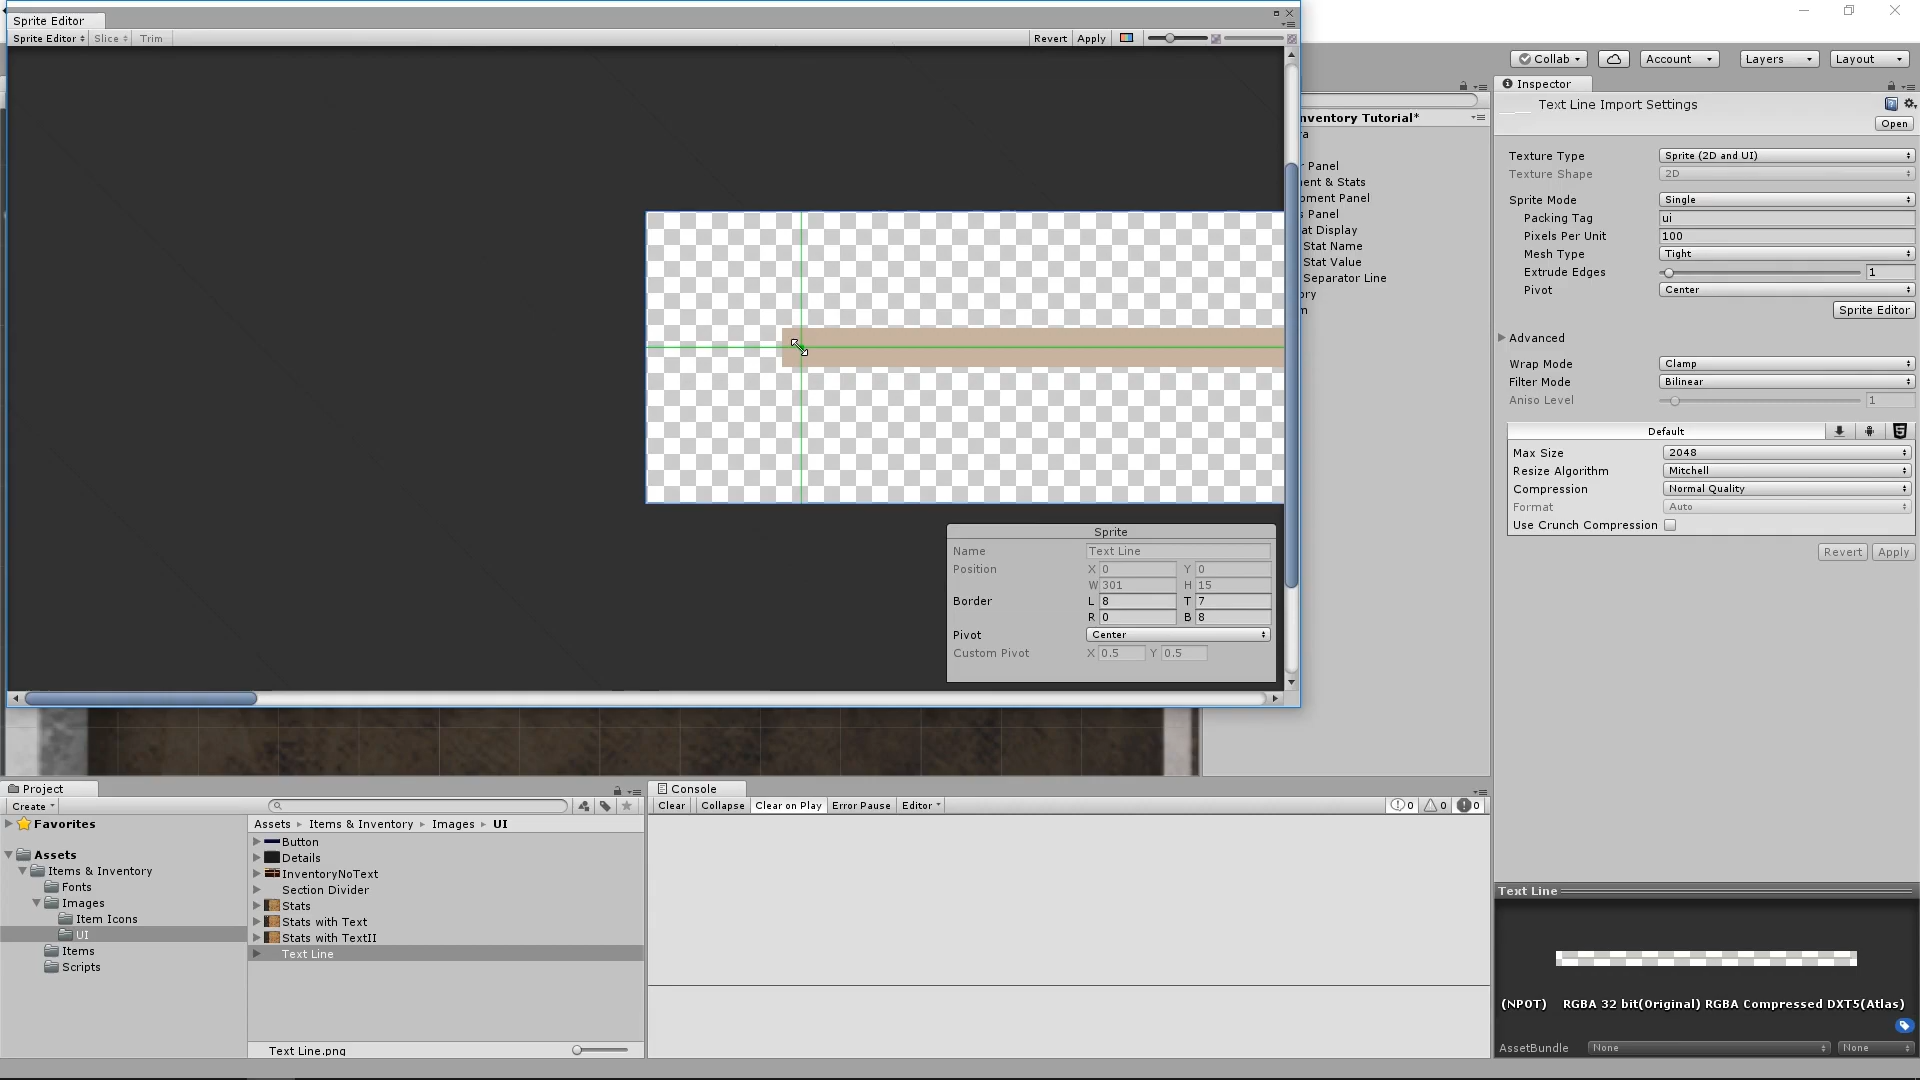 Sprite Editor
Sprite Editor Slice Trim Revert Apply
Collab Account Layers Layout
Inspector
Text Line Import Settings
Open
nventory Tutorial*
ra
r Panel
ent & Stats
pment Panel
s Panel
at Display
Stat Name
Stat Value
Separator Line
ory
m
Texture Type Sprite (2D and UI)
Texture Shape 2D
Sprite Mode Single
Packing Tag ui
Pixels Per Unit 100
Mesh Type Tight
Extrude Edges 1
Pivot Center
Sprite Editor
Advanced
Wrap Mode Clamp
Filter Mode Bilinear
Aniso Level 1
Default
Max Size 2048
Resize Algorithm Mitchell
Compression Normal Quality
Format Auto
Use Crunch Compression
Revert Apply
Sprite
Name Text Line
Position X 0 Y 0
W 301 H 15
Border L 8 T 7
R 0 B 8
Pivot Center
Custom Pivot X 0.5 Y 0.5
Project
Create
Favorites
Assets
Items & Inventory
Fonts
Images
Item Icons
UI
Items
Scripts
Assets Items & Inventory Images UI
Button
Details
InventoryNoText
Section Divider
Stats
Stats with Text
Stats with TextII
Text Line
Text Line.png
Console
Clear Collapse Clear on Play Error Pause Editor 0 0 0
Text Line
(NPOT) RGBA 32 bit(Original) RGBA Compressed DXT5(Atlas)
AssetBundle None None